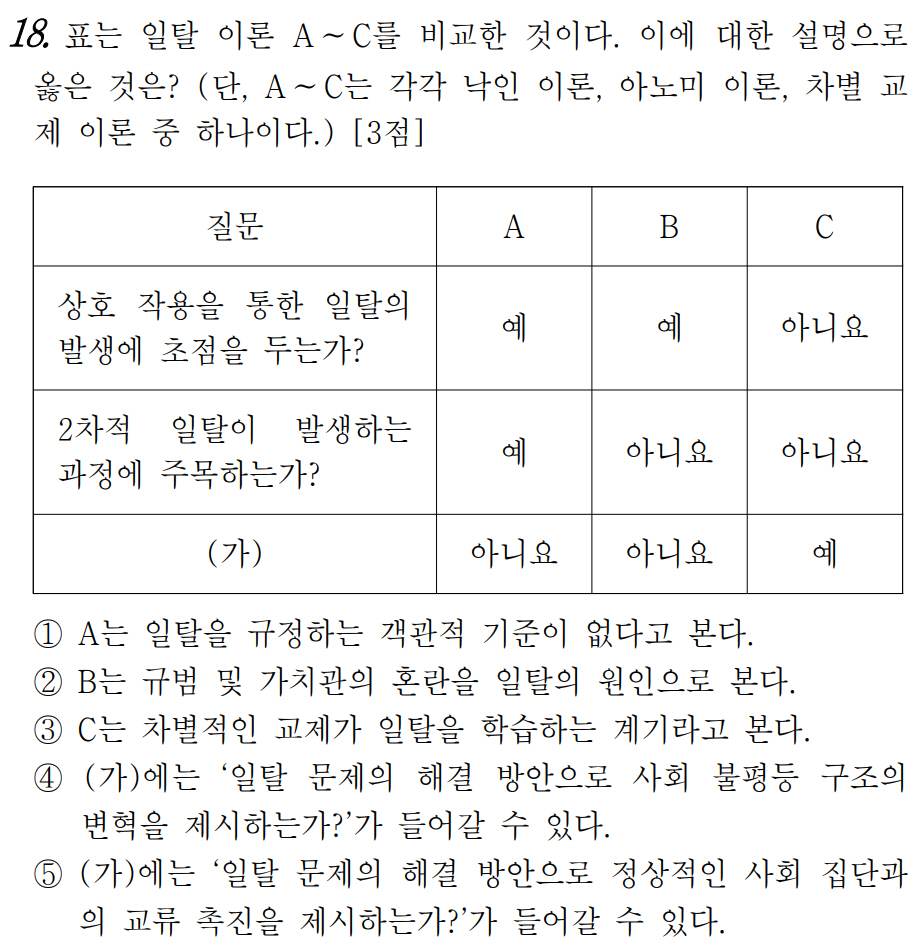 18. 표는 일탈 이론 A～C를 비교한 것이다. 이에 대한 설명으로
옳은 것은? (단, A～C는 각각 낙인 이론, 아노미 이론, 차별 교
제 이론 중 하나이다.) [3점]
질문 A B C
상호 작용을 통한 일탈의
발생에 초점을 두는가?
예 예 아니요
2차적 일탈이 발생하는
과정에 주목하는가?
예 아니요 아니요
(가) 아니요 아니요 예
① A는 일탈을 규정하는 객관적 기준이 없다고 본다.
② B는 규범 및 가치관의 혼란을 일탈의 원인으로 본다.
③ C는 차별적인 교제가 일탈을 학습하는 계기라고 본다.
④ (가)에는 ‘일탈 문제의 해결 방안으로 사회 불평등 구조의
변혁을 제시하는가?’가 들어갈 수 있다.
⑤ (가)에는 ‘일탈 문제의 해결 방안으로 정상적인 사회 집단과
의 교류 촉진을 제시하는가?’가 들어갈 수 있다.